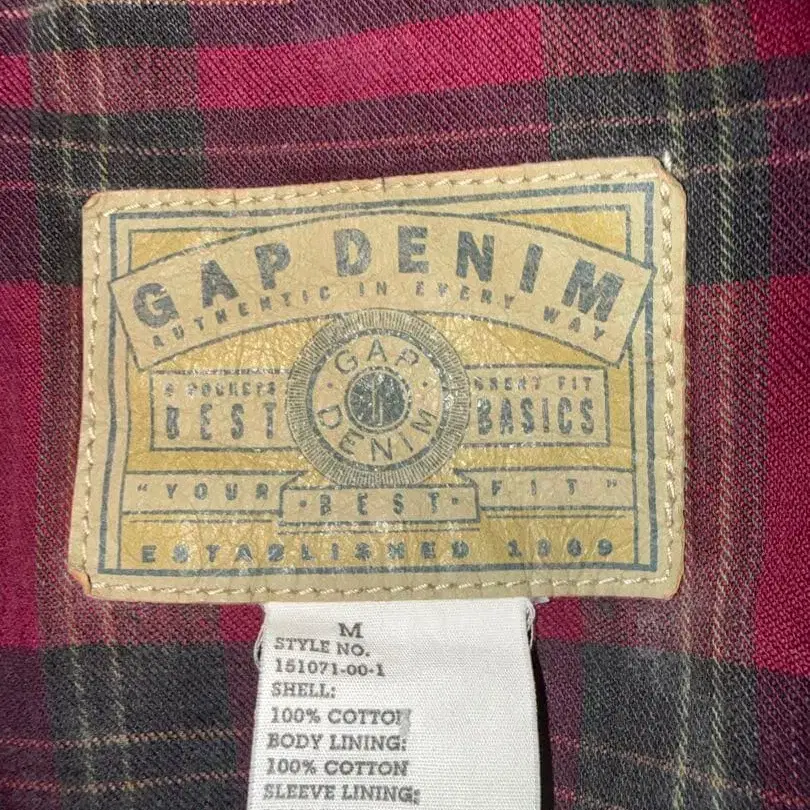 GAP DENIM
AUTHENTIC IN EVERY WAY
GAP
DENIM
5 POCKETS
BEST
GREAT FIT
BASICS
"YOUR
·BEST·
FIT"
ESTABLISHED 1969
M
STYLE NO.
151071-00-1
SHELL:
100% COTTON
BODY LINING:
100% COTTON
SLEEVE LINING: